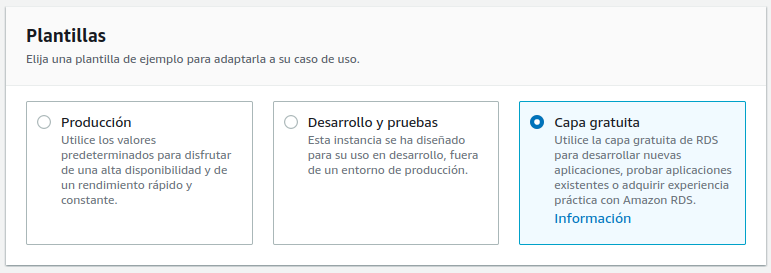 Plantillas
Elija una plantilla de ejemplo para adaptarla a su caso de uso.
Producción
Utilice los valores
predeterminados para disfrutar
de una alta disponibilidad y de
un rendimiento rápido y
constante.
Desarrollo y pruebas
Esta instancia se ha diseñado
para su uso en desarrollo, fuera
de un entorno de producción.
Capa gratuita
Utilice la capa gratuita de RDS
para desarrollar nuevas
aplicaciones, probar aplicaciones
existentes o adquirir experiencia
práctica con Amazon RDS.
Información